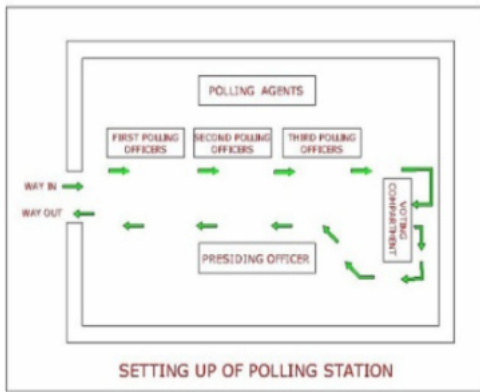 POLLING AGENTS
FIRST POLLING
OFFICERS
SECOND POLLING
OFFICERS
THIRD POLLING
OFFICERS
WAY IN
WAY OUT
VOTING
COMPARTMENT
PRESIDING OFFICER
SETTING UP OF POLLING STATION